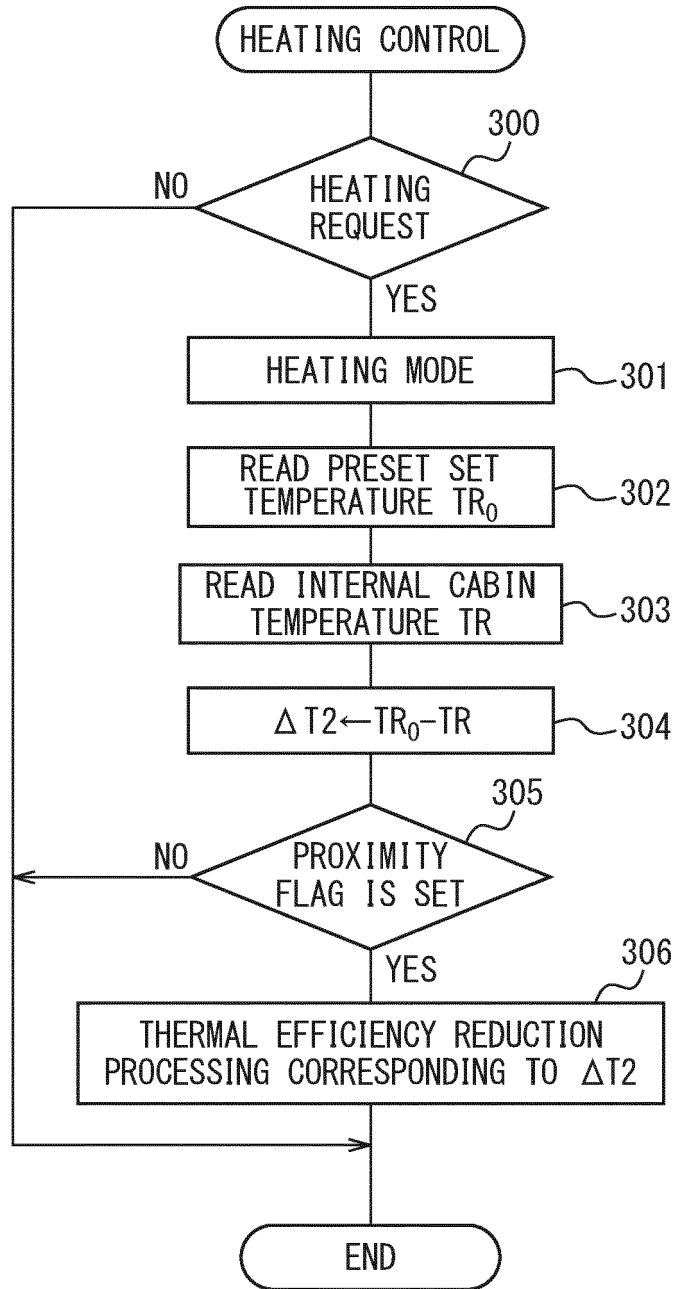 HEATING CONTROL
300
NO
HEATING
REQUEST
YES
HEATING MODE
301
READ PRESET SET
TEMPERATURE TR₀
302
READ INTERNAL CABIN
TEMPERATURE TR
303
ΔT2←TR₀-TR
304
305
NO
PROXIMITY
FLAG IS SET
YES
306
THERMAL EFFICIENCY REDUCTION
PROCESSING CORRESPONDING TO ΔT2
END